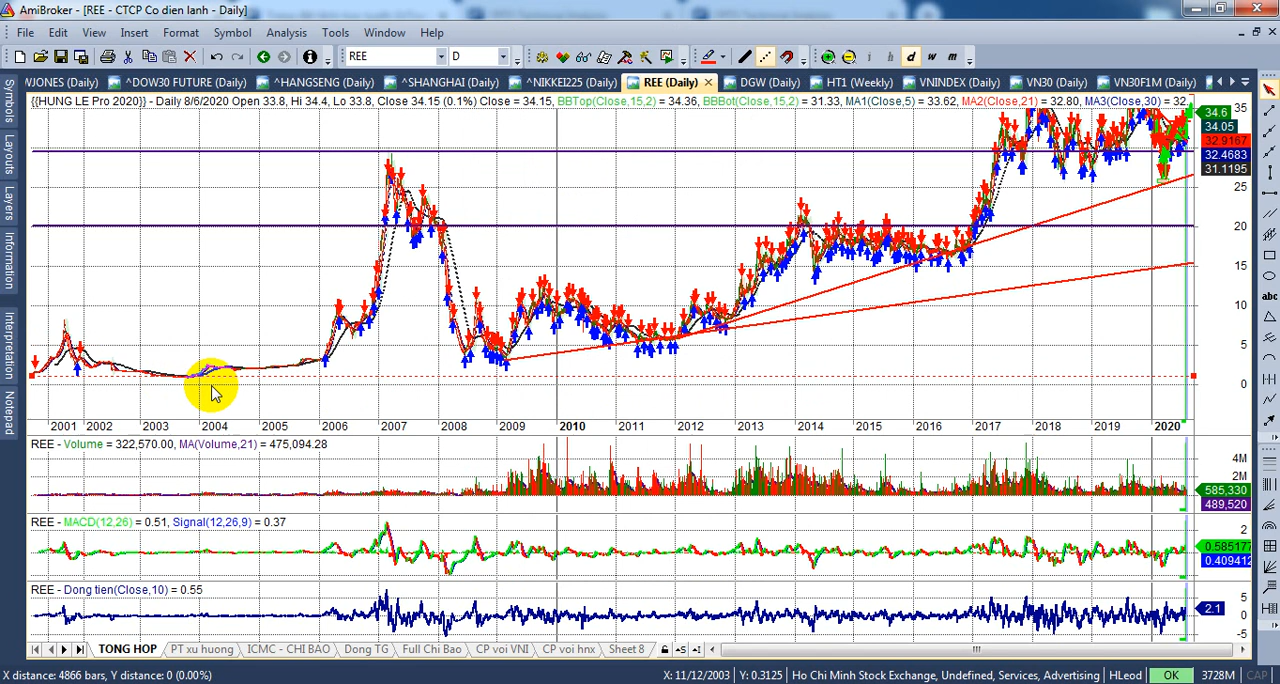 AmiBroker - [REE - CTCP Co dien lanh - Daily]
File Edit View Insert Format Symbol Analysis Tools Window Help
REE D i h d w m
WJONES (Daily) ^DOW30 FUTURE (Daily) ^HANGSENG (Daily) ^SHANGHAI (Daily) ^NIKKEI225 (Daily) REE (Daily) DGW (Daily) HT1 (Weekly) VNINDEX (Daily) VN30 (Daily) VN30F1M (Daily)
{{HUNG LE Pro 2020}} - Daily 8/6/2020 Open 33.8, Hi 34.4, Lo 33.8, Close 34.15 (0.1%) Close = 34.15, BBTop(Close,15,2) = 34.36, BBBot(Close,15,2) = 31.33, MA1(Close,5) = 33.62, MA2(Close,21) = 32.80, MA3(Close,30) = 32.
Symbols
Layouts
Layers
Information
Interpretation
Notepad
35
34.6
34.05
32.9167
32.4683
31.1195
25
20
15
10
5
0
abc
2001 2002 2003 2004 2005 2006 2007 2008 2009 2010 2011 2012 2013 2014 2015 2016 2017 2018 2019 2020
REE - Volume = 322,570.00, MA(Volume,21) = 475,094.28
4M
2M
585,330
489,520
REE - MACD(12,26) = 0.51, Signal(12,26,9) = 0.37
2
0.585177
0.409412
REE - Dong tien(Close,10) = 0.55
5
2.1
-5
TONG HOP PT xu huong ICMC - CHI BAO Dong TG Full Chi Bao CP voi VNI CP voi hnx Sheet 8
X distance: 4866 bars, Y distance: 0 (0.00%) X: 11/12/2003 Y: 0.3125 Ho Chi Minh Stock Exchange, Undefined, Services, Advertising HLeod OK 3728M CAP